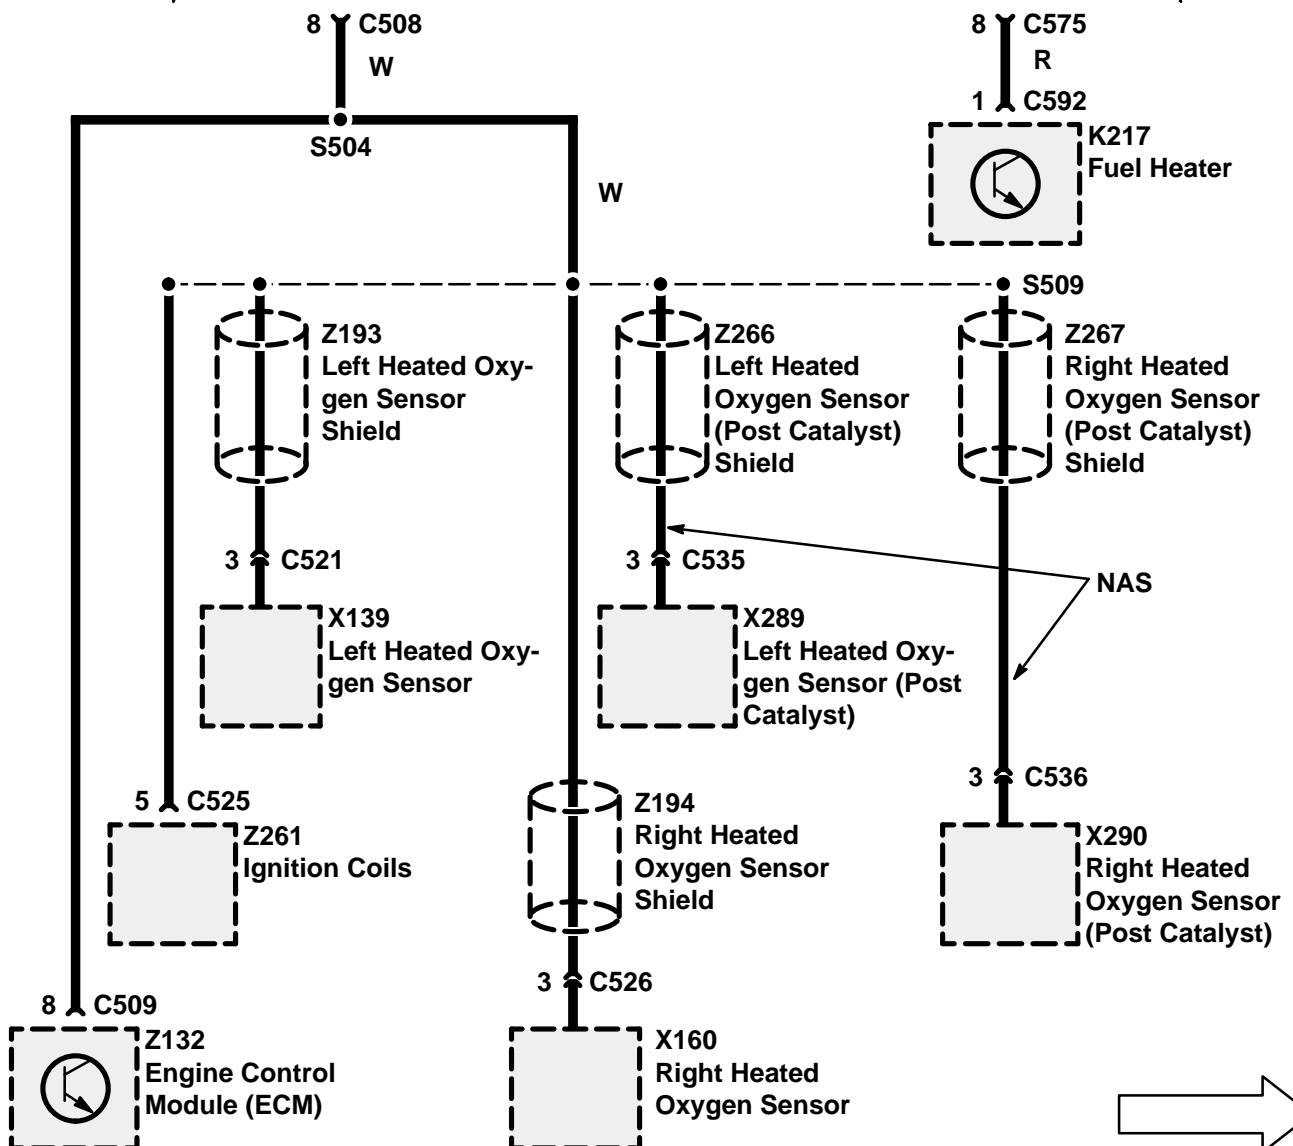 8 C508
W
S504
W
8 C575
R
1 C592
K217
Fuel Heater
S509
Z193
Left Heated Oxy-
gen Sensor
Shield
Z266
Left Heated
Oxygen Sensor
(Post Catalyst)
Shield
Z267
Right Heated
Oxygen Sensor
(Post Catalyst)
Shield
3 C521
3 C535
NAS
X139
Left Heated Oxy-
gen Sensor
X289
Left Heated Oxy-
gen Sensor (Post
Catalyst)
3 C536
5 C525
Z261
Ignition Coils
Z194
Right Heated
Oxygen Sensor
Shield
X290
Right Heated
Oxygen Sensor
(Post Catalyst)
3 C526
8 C509
Z132
Engine Control
Module (ECM)
X160
Right Heated
Oxygen Sensor